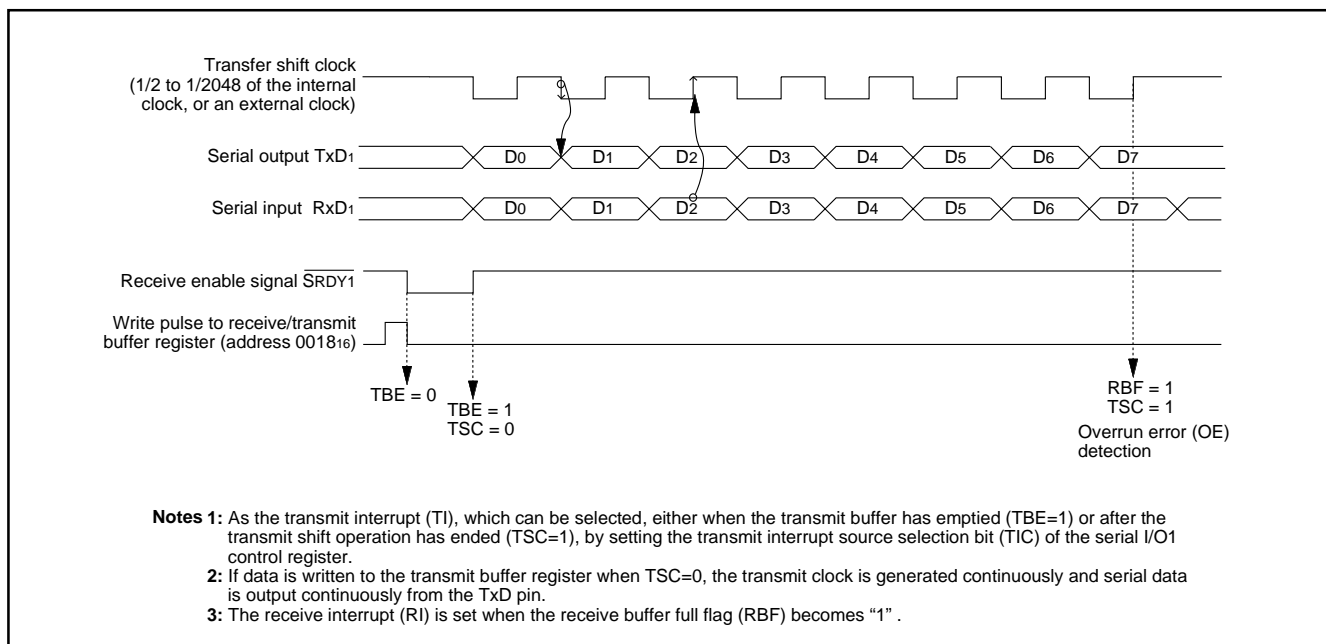 Transfer shift clock
(1/2 to 1/2048 of the internal
clock, or an external clock)
Serial output TxD1
D0 D1 D2 D3 D4 D5 D6 D7
Serial input RxD1
D0 D1 D2 D3 D4 D5 D6 D7
Receive enable signal SRDY1
Write pulse to receive/transmit
buffer register (address 001816)
TBE = 0
TBE = 1
TSC = 0
RBF = 1
TSC = 1
Overrun error (OE)
detection
Notes 1: As the transmit interrupt (TI), which can be selected, either when the transmit buffer has emptied (TBE=1) or after the
transmit shift operation has ended (TSC=1), by setting the transmit interrupt source selection bit (TIC) of the serial I/O1
control register.
2: If data is written to the transmit buffer register when TSC=0, the transmit clock is generated continuously and serial data
is output continuously from the TxD pin.
3: The receive interrupt (RI) is set when the receive buffer full flag (RBF) becomes “1” .